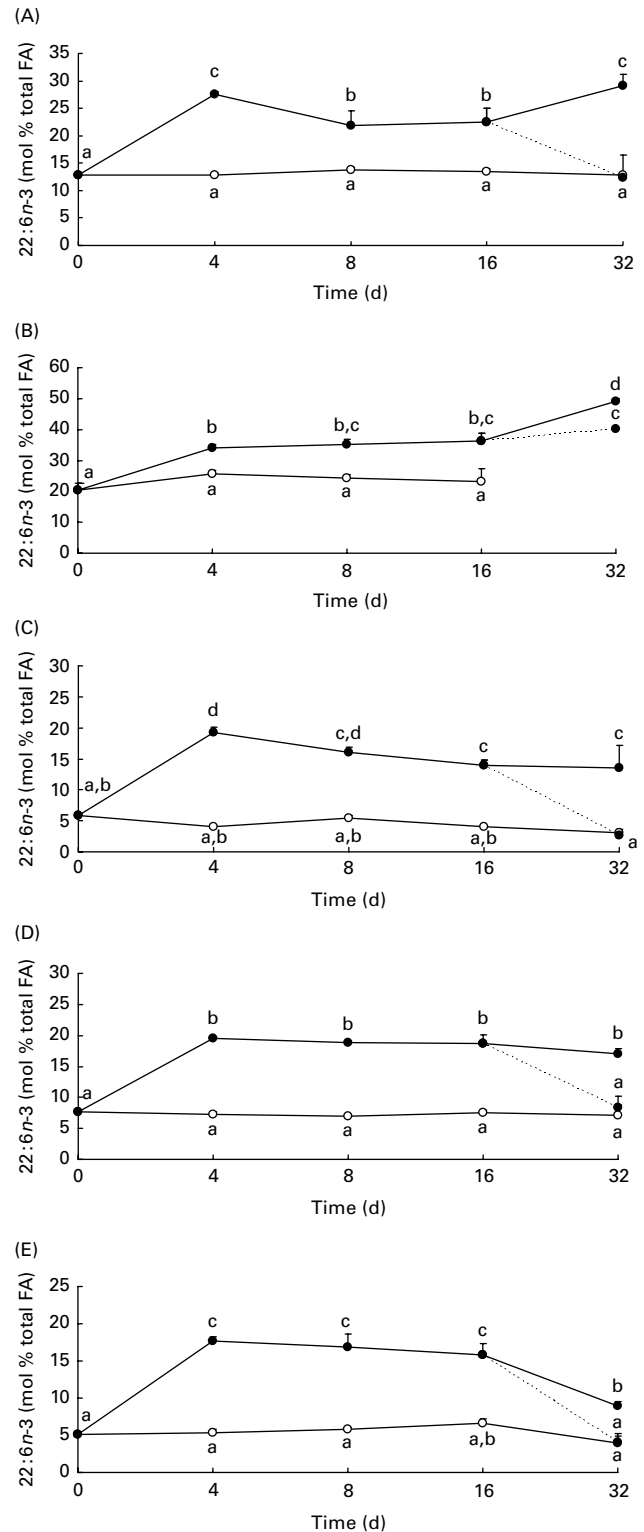 (A)
22:6n-3 (mol % total FA)
35
30
25
20
15
10
5
0
a
c
b
b
c
a
a
a
a
0 4 8 16 32
Time (d)
(B)
22:6n-3 (mol % total FA)
60
50
40
30
20
10
0
a
b
b,c
b,c
d
c
a
a
a
0 4 8 16 32
Time (d)
(C)
22:6n-3 (mol % total FA)
30
25
20
15
10
5
0
a,b
d
c,d
c
c
a,b
a,b
a,b
a
0 4 8 16 32
Time (d)
(D)
22:6n-3 (mol % total FA)
30
25
20
15
10
5
0
a
b
b
b
b
a
a
a
a
a
0 4 8 16 32
Time (d)
(E)
22:6n-3 (mol % total FA)
25
20
15
10
5
0
a
c
c
c
b
a
a
a
a,b
a
0 4 8 16 32
Time (d)